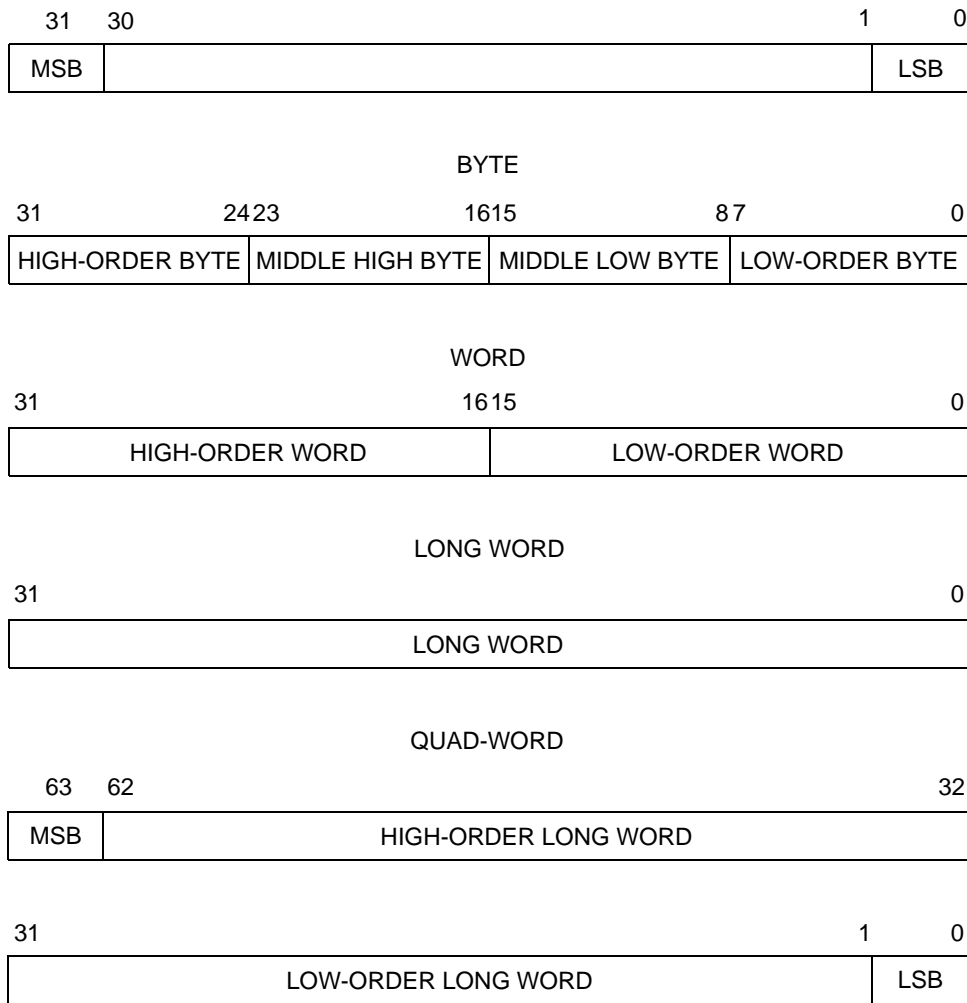 31 30 1 0
MSB LSB
BYTE
31 24 23 16 15 8 7 0
HIGH-ORDER BYTE MIDDLE HIGH BYTE MIDDLE LOW BYTE LOW-ORDER BYTE
WORD
31 16 15 0
HIGH-ORDER WORD LOW-ORDER WORD
LONG WORD
31 0
LONG WORD
QUAD-WORD
63 62 32
MSB HIGH-ORDER LONG WORD
31 1 0
LOW-ORDER LONG WORD LSB